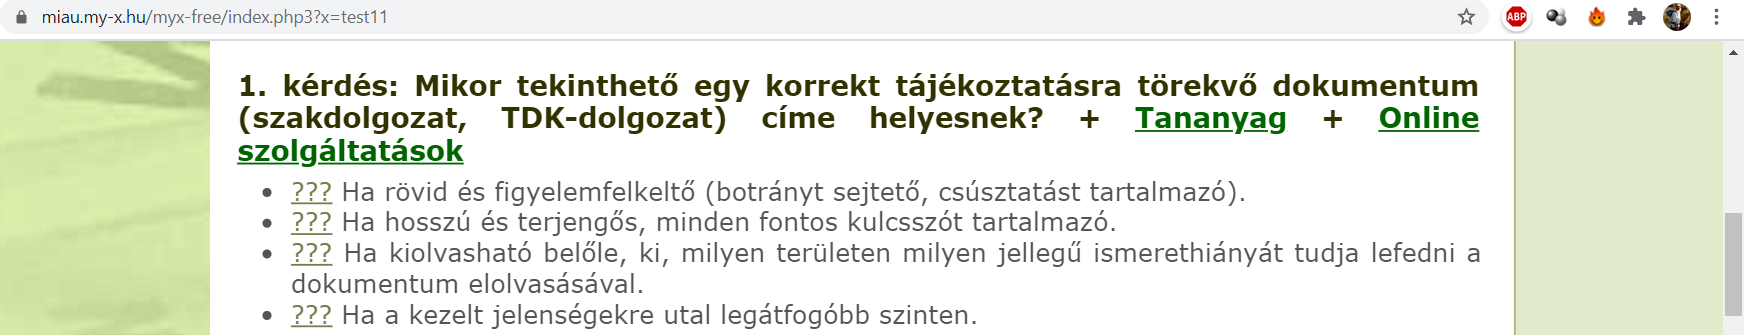 miau.my-x.hu/myx-free/index.php3?x=test11
ABP
1. kérdés: Mikor tekinthető egy korrekt tájékoztatásra törekvő dokumentum
(szakdolgozat, TDK-dolgozat) címe helyesnek? + Tananyag + Online
szolgáltatások
??? Ha rövid és figyelemfelkeltő (botrányt sejtető, csúsztatást tartalmazó).
??? Ha hosszú és terjengős, minden fontos kulcsszót tartalmazó.
??? Ha kiolvasható belőle, ki, milyen területen milyen jellegű ismerethiányát tudja lefedni a
dokumentum elolvasásával.
??? Ha a kezelt jelenségekre utal legátfogóbb szinten.